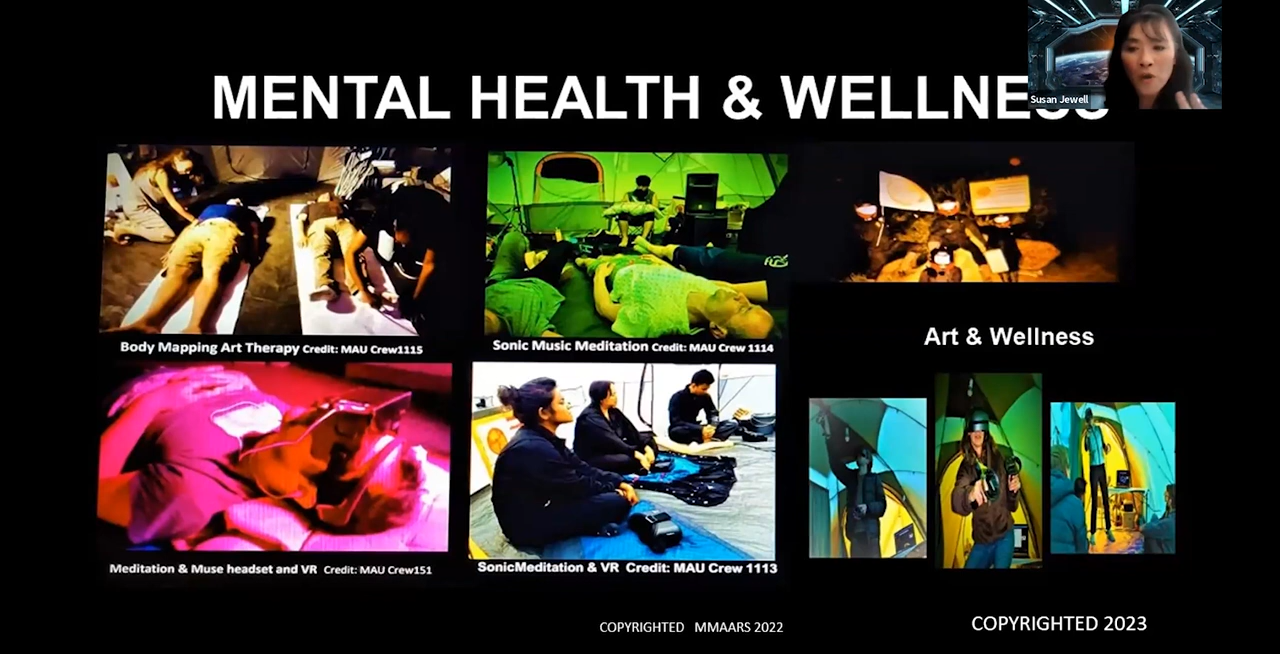 MENTAL HEALTH & WELLNESS
Susan Jewell
Body Mapping Art Therapy Credit: MAU Crew1115
Sonic Music Meditation Credit: MAU Crew 1114
Art & Wellness
Meditation & Muse headset and VR Credit: MAU Crew151
SonicMeditation & VR Credit: MAU Crew 1113
COPYRIGHTED MMAARS 2022
COPYRIGHTED 2023